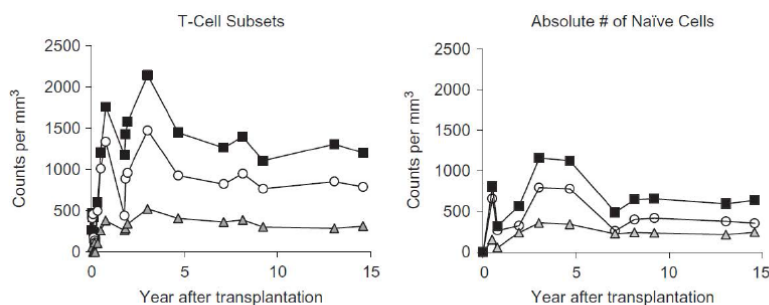 T-Cell Subsets
Counts per mm³
2500
2000
1500
1000
500
0
0 5 10 15
Year after transplantation
Absolute # of Naïve Cells
Counts per mm³
2500
2000
1500
1000
500
0
0 5 10 15
Year after transplantation